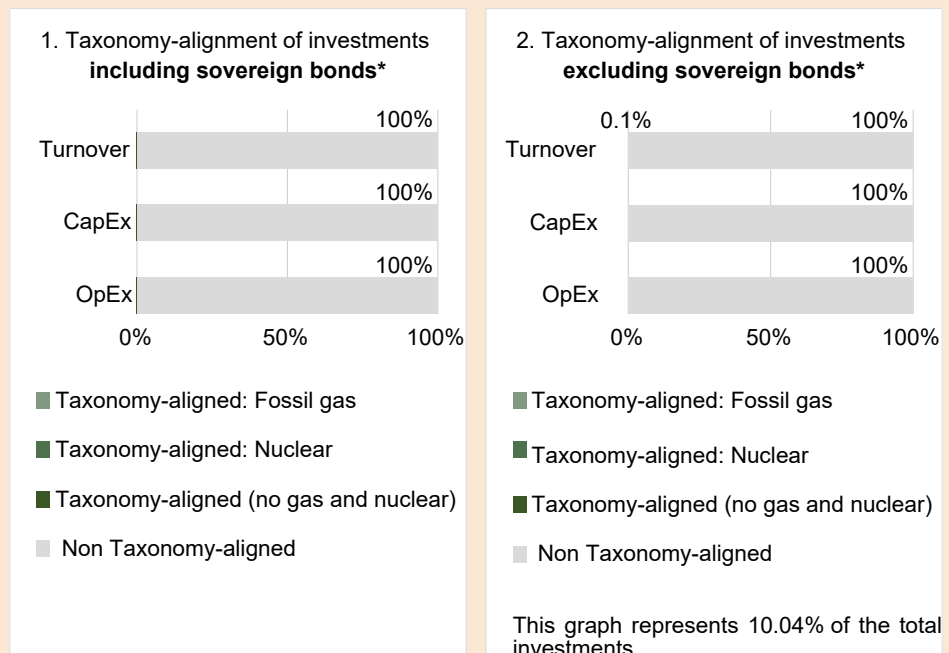 1. Taxonomy-alignment of investments
including sovereign bonds*
100%
Turnover
100%
CapEx
100%
OpEx
0% 50% 100%
Taxonomy-aligned: Fossil gas
Taxonomy-aligned: Nuclear
Taxonomy-aligned (no gas and nuclear)
Non Taxonomy-aligned
2. Taxonomy-alignment of investments
excluding sovereign bonds*
0.1% 100%
Turnover
100%
CapEx
100%
OpEx
0% 50% 100%
Taxonomy-aligned: Fossil gas
Taxonomy-aligned: Nuclear
Taxonomy-aligned (no gas and nuclear)
Non Taxonomy-aligned
This graph represents 10.04% of the total
investments